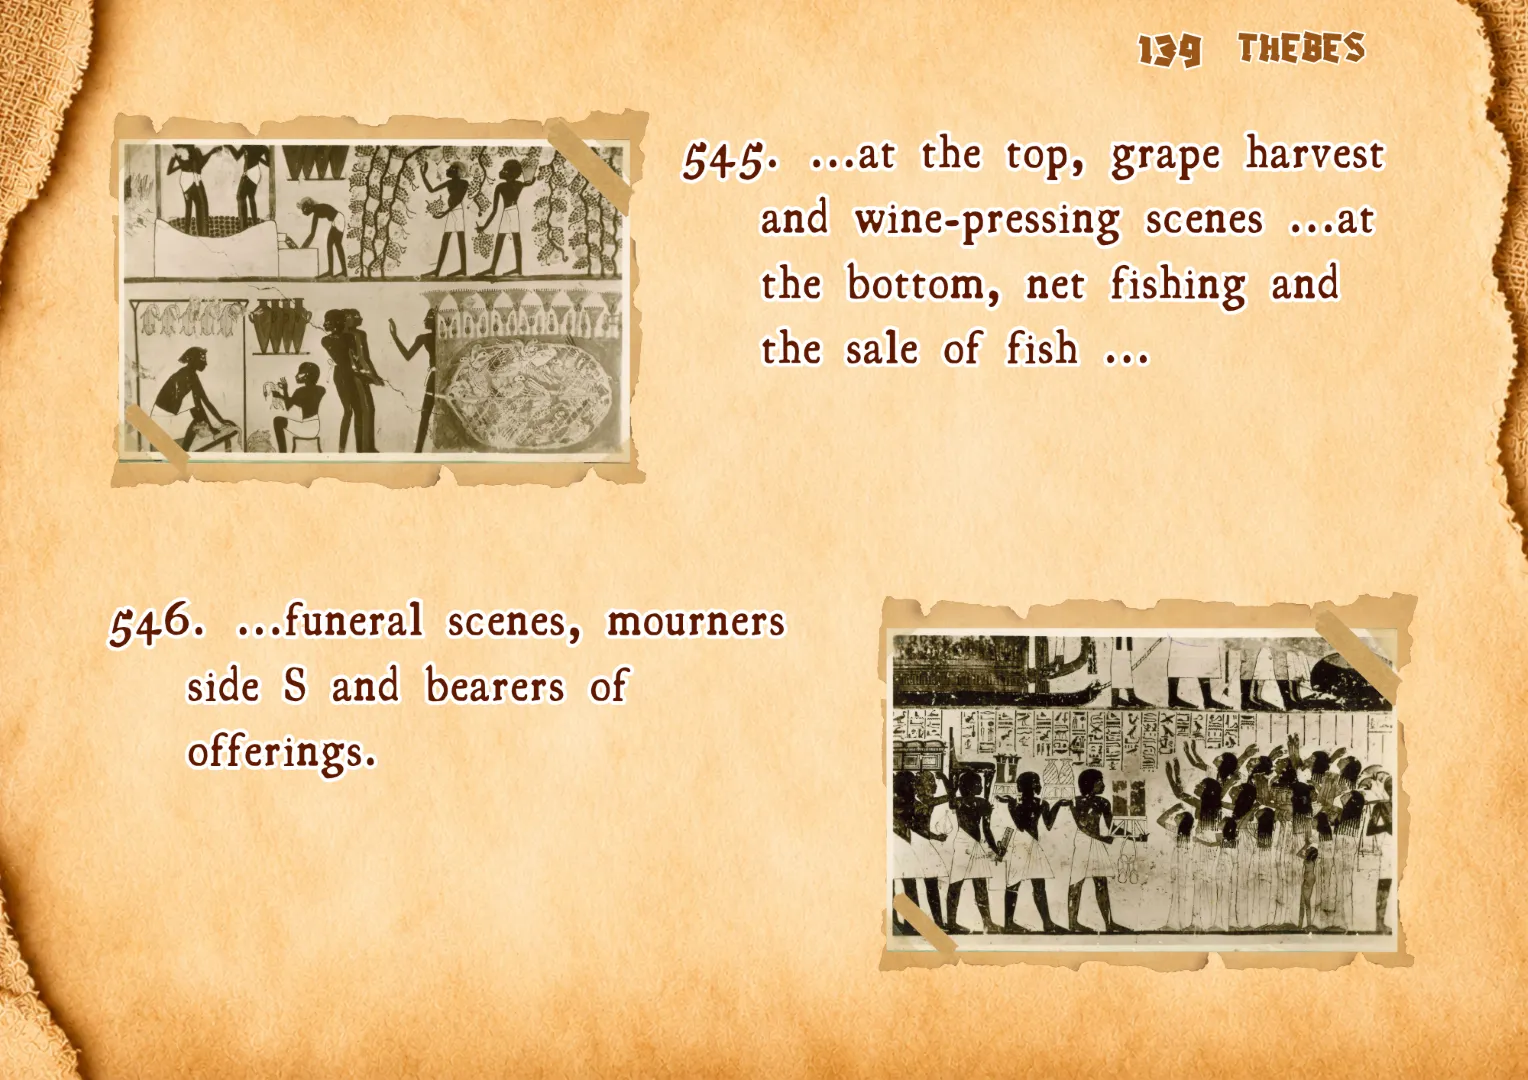 139 THEBES
545. ...at the top, grape harvest
and wine-pressing scenes ...at
the bottom, net fishing and
the sale of fish ...
546. ...funeral scenes, mourners
side S and bearers of
offerings.